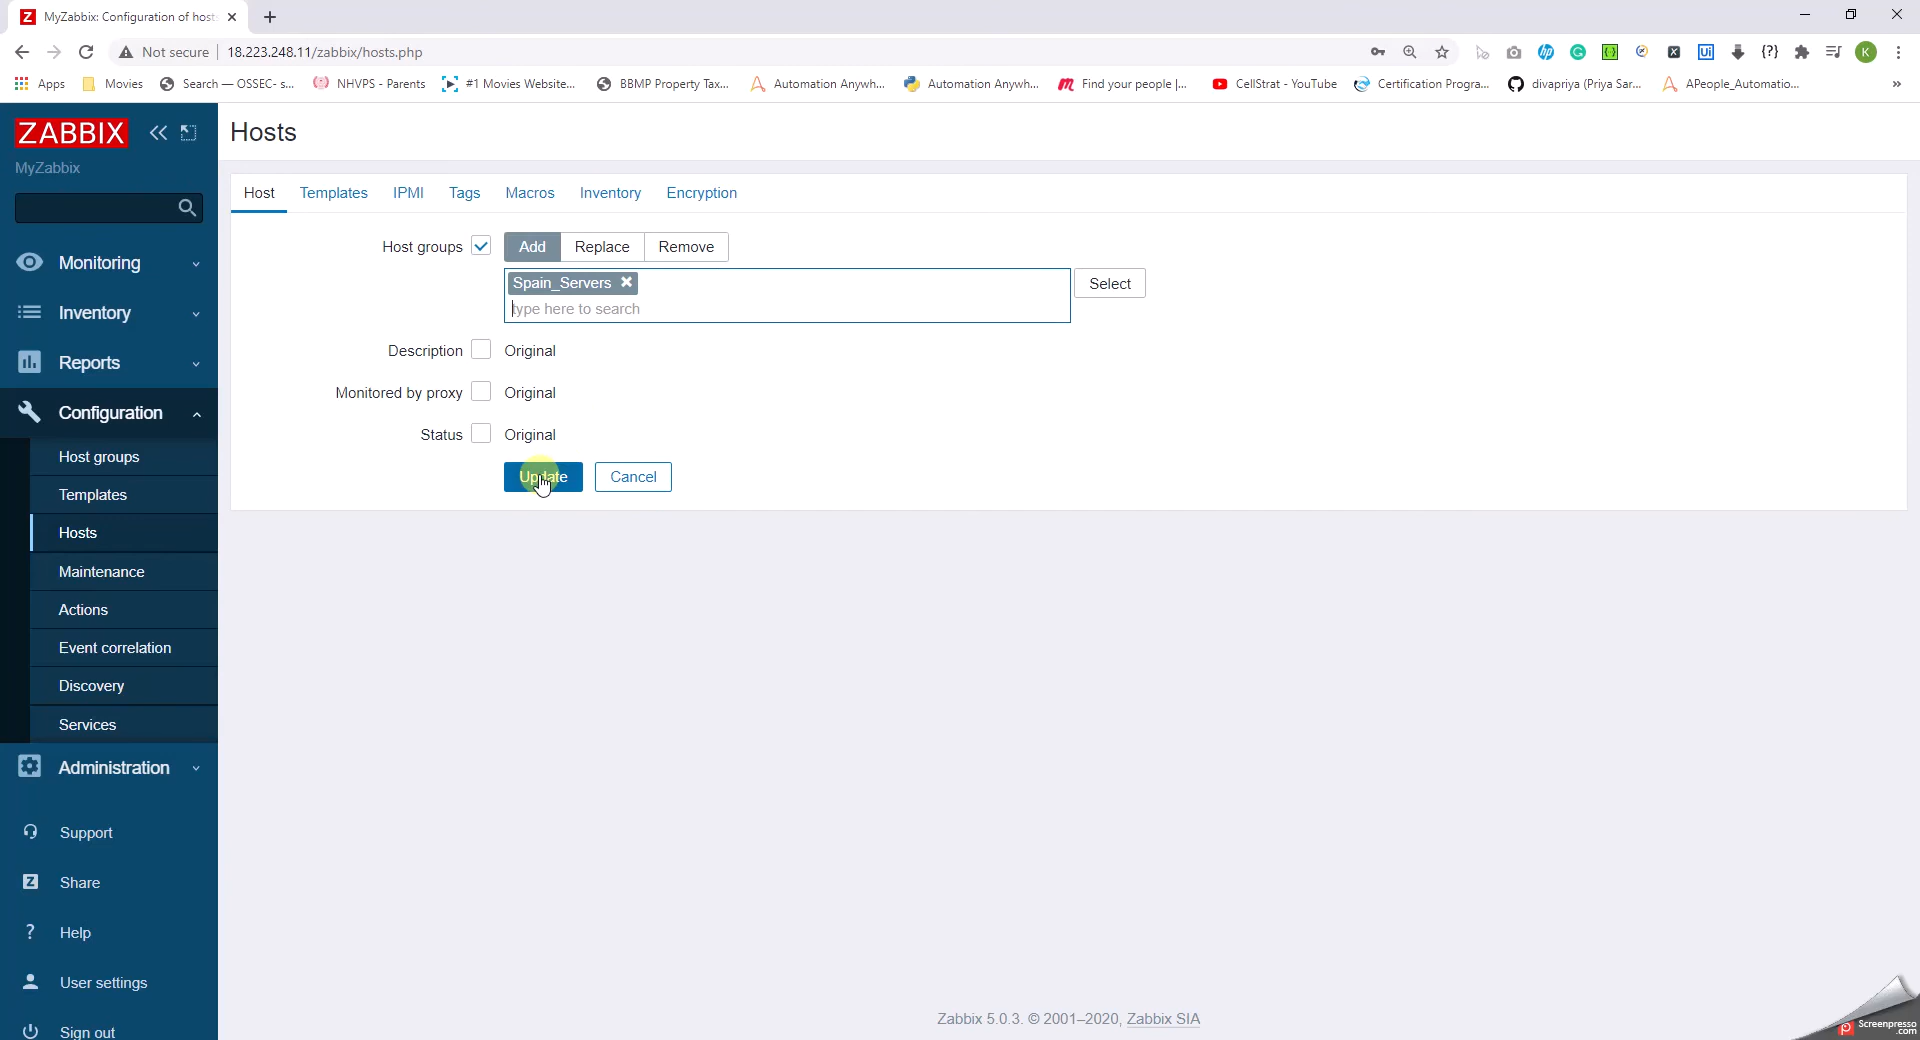 MyZabbix: Configuration of hosts
Not secure
18.223.248.11/zabbix/hosts.php
K
Apps
Movies
Search — OSSEC- s...
NHVPS - Parents
#1 Movies Website...
BBMP Property Tax...
Automation Anywh...
Automation Anywh...
Find your people |...
CellStrat - YouTube
Certification Progra...
divapriya (Priya Sar...
APeople_Automatio...
ZABBIX
MyZabbix
Monitoring
Inventory
Reports
Configuration
Host groups
Templates
Hosts
Maintenance
Actions
Event correlation
Discovery
Services
Administration
Support
Share
Help
User settings
Sign out
Hosts
Host
Templates
IPMI
Tags
Macros
Inventory
Encryption
Host groups
Add
Replace
Remove
Spain_Servers
type here to search
Select
Description
Original
Monitored by proxy
Original
Status
Original
Update
Cancel
Zabbix 5.0.3. © 2001–2020, Zabbix SIA
Screenpresso
.com